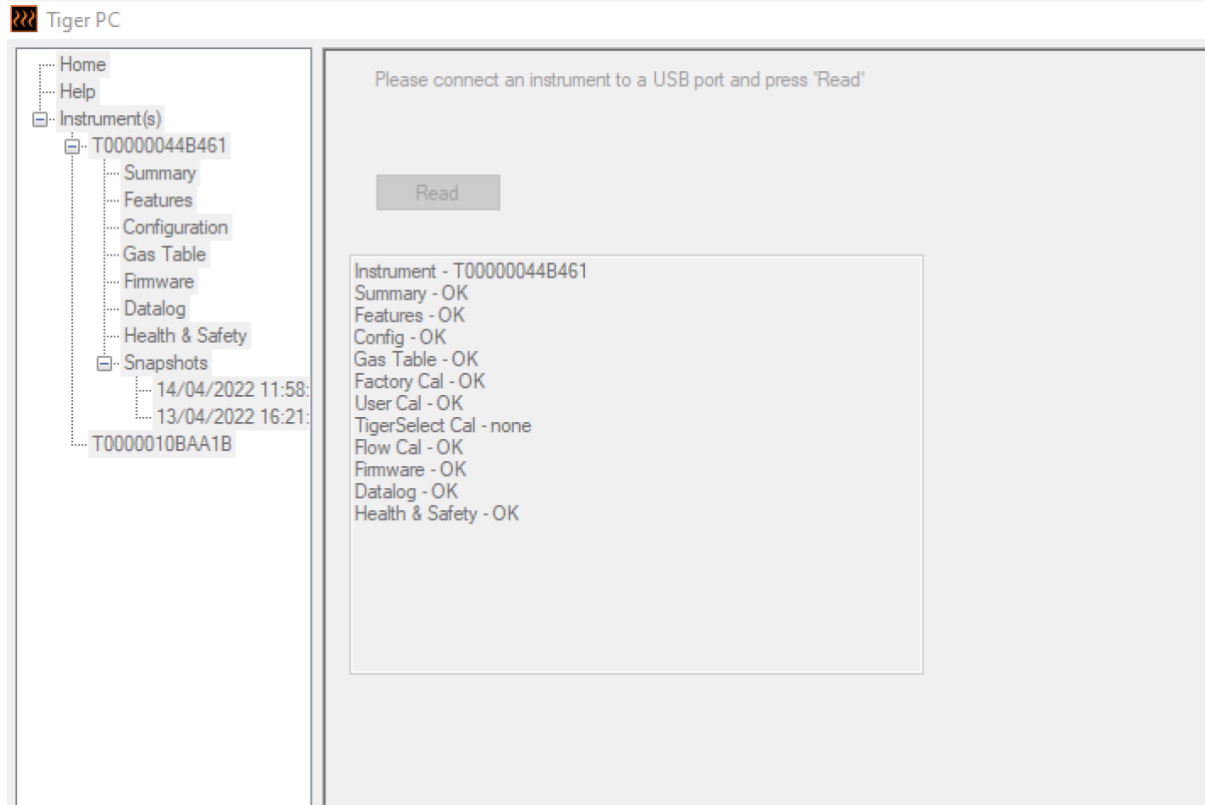 Tiger PC
Home
Help
Instrument(s)
T00000044B461
Summary
Features
Configuration
Gas Table
Firmware
Datalog
Health & Safety
Snapshots
14/04/2022 11:58:
13/04/2022 16:21:
T0000010BAA1B
Please connect an instrument to a USB port and press 'Read'
Read
Instrument - T00000044B461
Summary - OK
Features - OK
Config - OK
Gas Table - OK
Factory Cal - OK
User Cal - OK
TigerSelect Cal - none
Flow Cal - OK
Firmware - OK
Datalog - OK
Health & Safety - OK